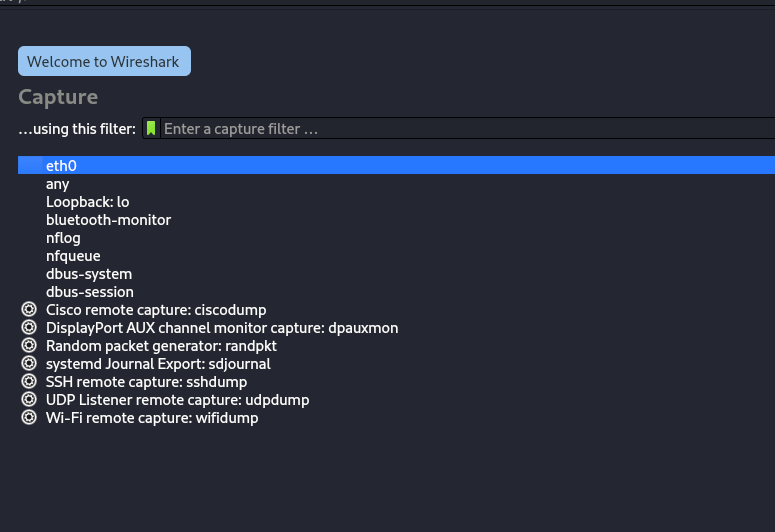 Welcome to Wireshark
Capture
...using this filter: Enter a capture filter ...
eth0
any
Loopback: lo
bluetooth-monitor
nflog
nfqueue
dbus-system
dbus-session
Cisco remote capture: ciscodump
DisplayPort AUX channel monitor capture: dpauxmon
Random packet generator: randpkt
systemd Journal Export: sdjournal
SSH remote capture: sshdump
UDP Listener remote capture: udpdump
Wi-Fi remote capture: wifidump